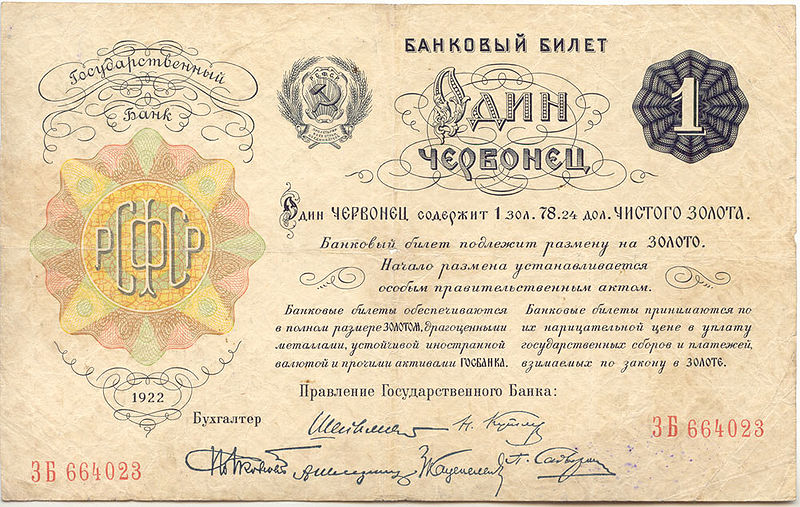 Государственный
Банк
РСФСР
1922
БАНКОВЫЙ БИЛЕТ
Р.С.Ф.С.Р.
1
Один
ЧЕРВОНЕЦ
Один ЧЕРВОНЕЦ содержит 1 зол. 78.24 дол. ЧИСТОГО ЗОЛОТА.
Банковый билет подлежит размену на ЗОЛОТО.
Начало размена устанавливается
особым правительственным актом.
Банковые билеты обеспечиваются
в полном размере ЗОЛОТОМ, драгоценными
металлами, устойчивой иностранной
валютой и прочими активами ГОСБАНКА.
Банковые билеты принимаются по
их нарицательной цене в уплату
государственных сборов и платежей,
взимаемых по закону в ЗОЛОТЕ.
Правление Государственного Банка:
Бухгалтер
ЗБ 664023
ЗБ 664023